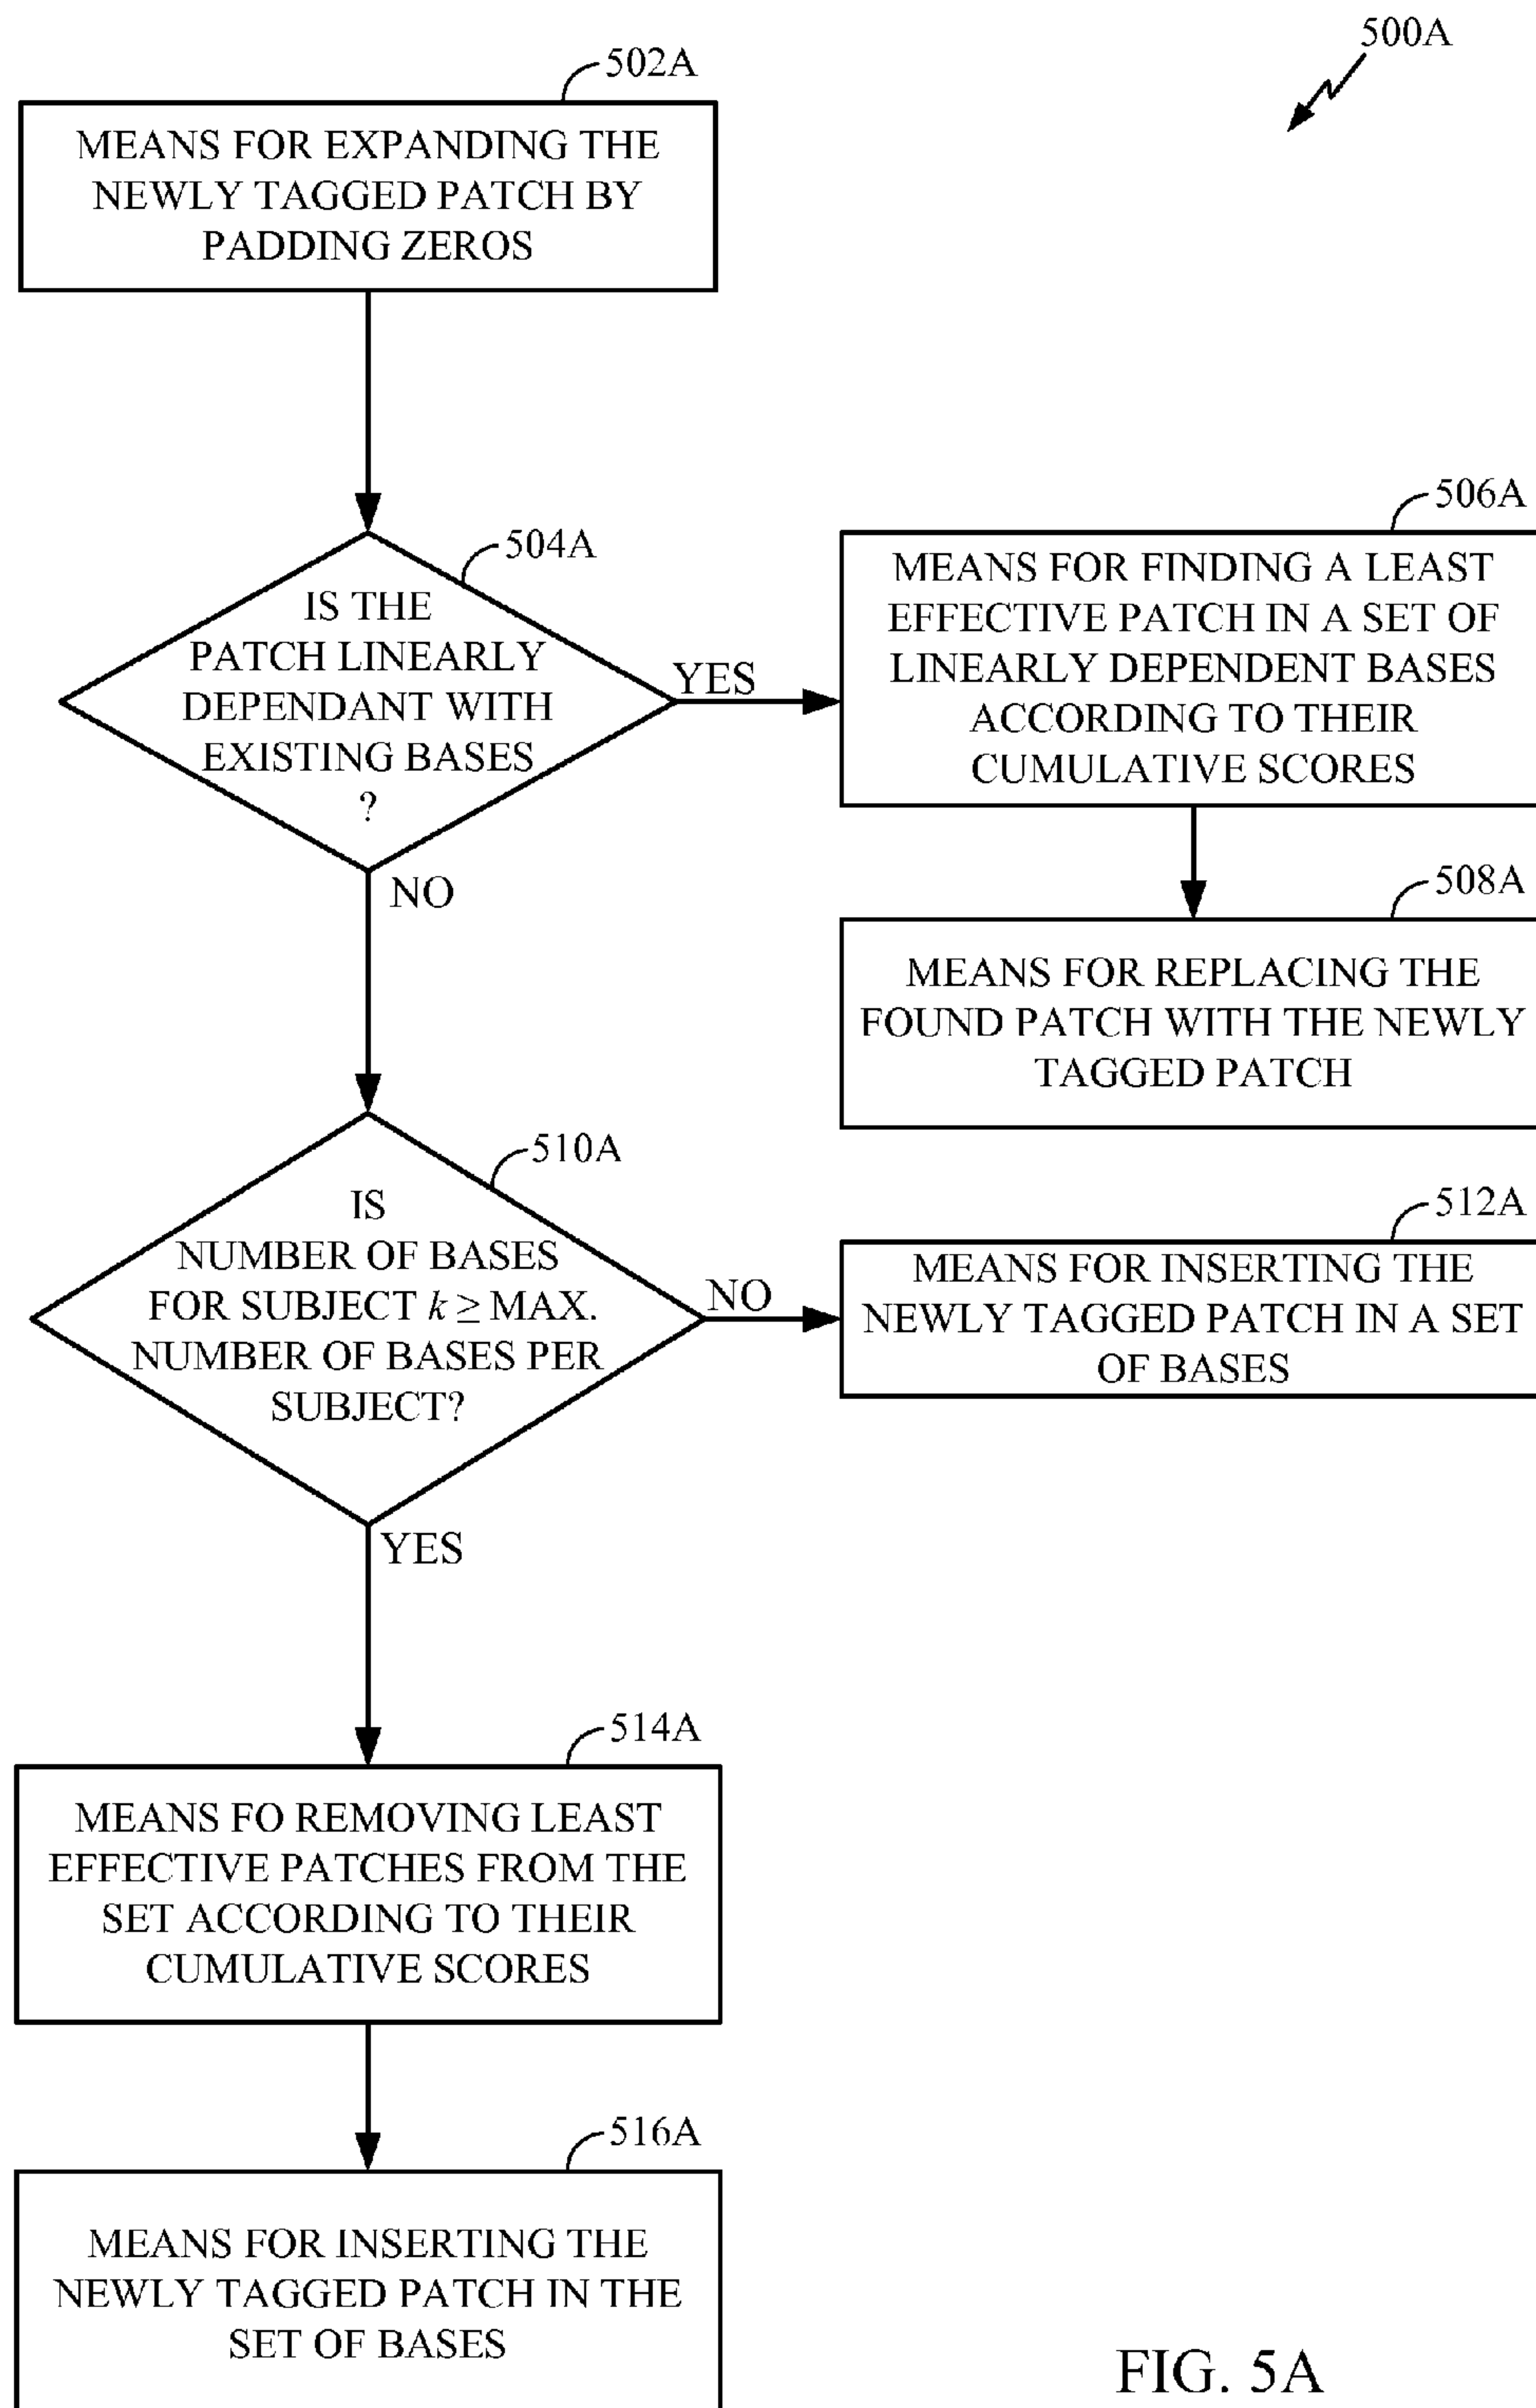 500A
502A
MEANS FOR EXPANDING THE
NEWLY TAGGED PATCH BY
PADDING ZEROS
504A
IS THE
PATCH LINEARLY
DEPENDANT WITH
EXISTING BASES
?
YES
NO
506A
MEANS FOR FINDING A LEAST
EFFECTIVE PATCH IN A SET OF
LINEARLY DEPENDENT BASES
ACCORDING TO THEIR
CUMULATIVE SCORES
508A
MEANS FOR REPLACING THE
FOUND PATCH WITH THE NEWLY
TAGGED PATCH
510A
IS
NUMBER OF BASES
FOR SUBJECT k ≥ MAX.
NUMBER OF BASES PER
SUBJECT?
NO
YES
512A
MEANS FOR INSERTING THE
NEWLY TAGGED PATCH IN A SET
OF BASES
514A
MEANS FO REMOVING LEAST
EFFECTIVE PATCHES FROM THE
SET ACCORDING TO THEIR
CUMULATIVE SCORES
516A
MEANS FOR INSERTING THE
NEWLY TAGGED PATCH IN THE
SET OF BASES
FIG. 5A